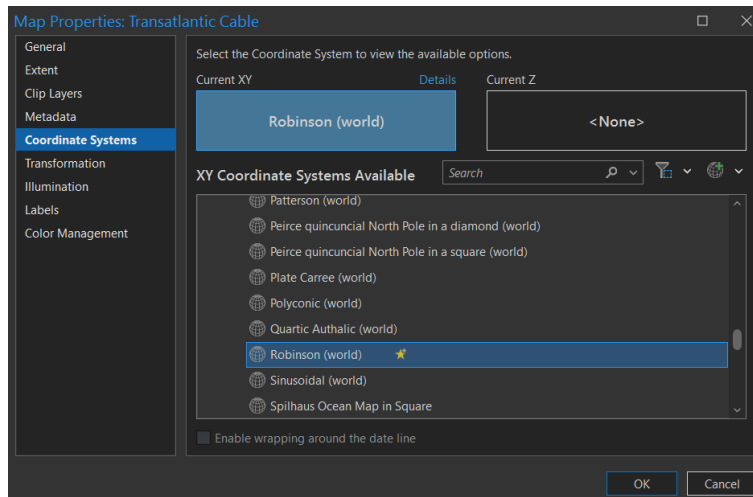 Map Properties: Transatlantic Cable
General
Extent
Clip Layers
Metadata
Coordinate Systems
Transformation
Illumination
Labels
Color Management
Select the Coordinate System to view the available options.
Current XY Details Current Z
Robinson (world) <None>
XY Coordinate Systems Available Search
Patterson (world)
Peirce quincuncial North Pole in a diamond (world)
Peirce quincuncial North Pole in a square (world)
Plate Carree (world)
Polyconic (world)
Quartic Authalic (world)
Robinson (world)
Sinusoidal (world)
Spilhaus Ocean Map in Square
Enable wrapping around the date line
OK Cancel